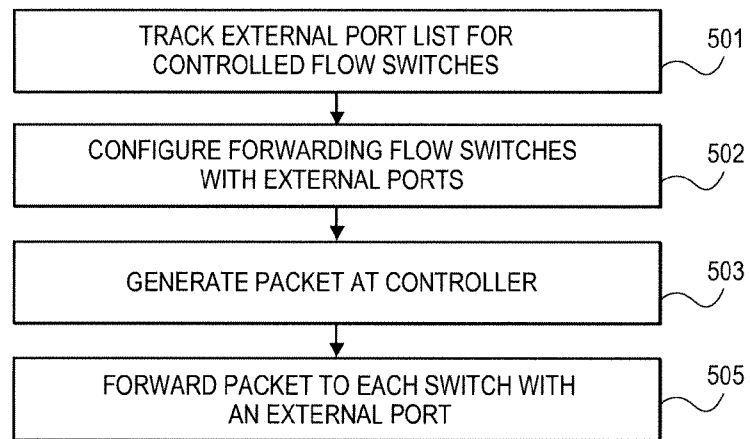 TRACK EXTERNAL PORT LIST FOR
CONTROLLED FLOW SWITCHES
501
CONFIGURE FORWARDING FLOW SWITCHES
WITH EXTERNAL PORTS
502
GENERATE PACKET AT CONTROLLER
503
FORWARD PACKET TO EACH SWITCH WITH
AN EXTERNAL PORT
505